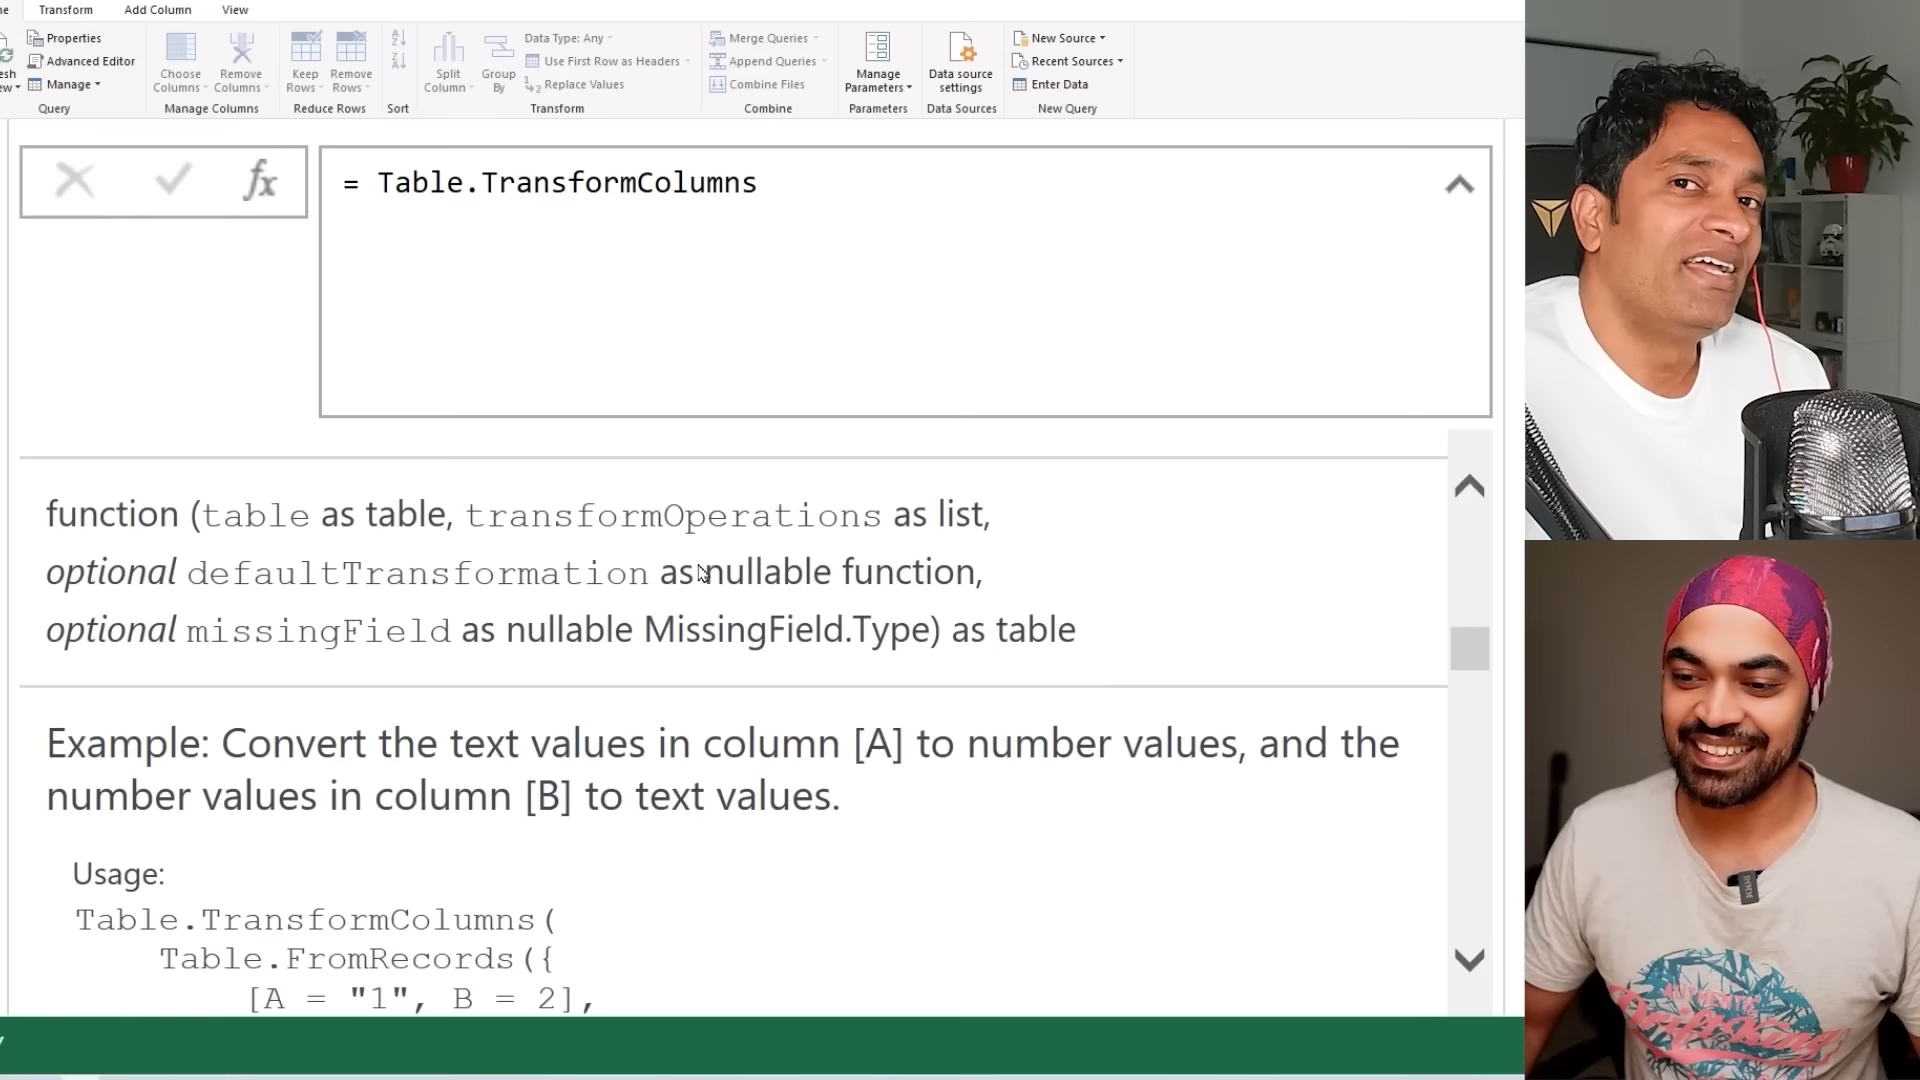 Transform Add Column View
Properties
Advanced Editor
Manage
Query
Choose Columns
Remove Columns
Manage Columns
Keep Rows
Remove Rows
Reduce Rows
Sort
Split Column
Group By
Data Type: Any
Use First Row as Headers
Replace Values
Transform
Merge Queries
Append Queries
Combine Files
Combine
Manage Parameters
Parameters
Data source settings
Data Sources
New Source
Recent Sources
Enter Data
New Query
fx
= Table.TransformColumns
function (table as table, transformOperations as list,
optional defaultTransformation as nullable function,
optional missingField as nullable MissingField.Type) as table
Example: Convert the text values in column [A] to number values, and the
number values in column [B] to text values.
Usage:
Table.TransformColumns(
Table.FromRecords({
[A = "1", B = 2],